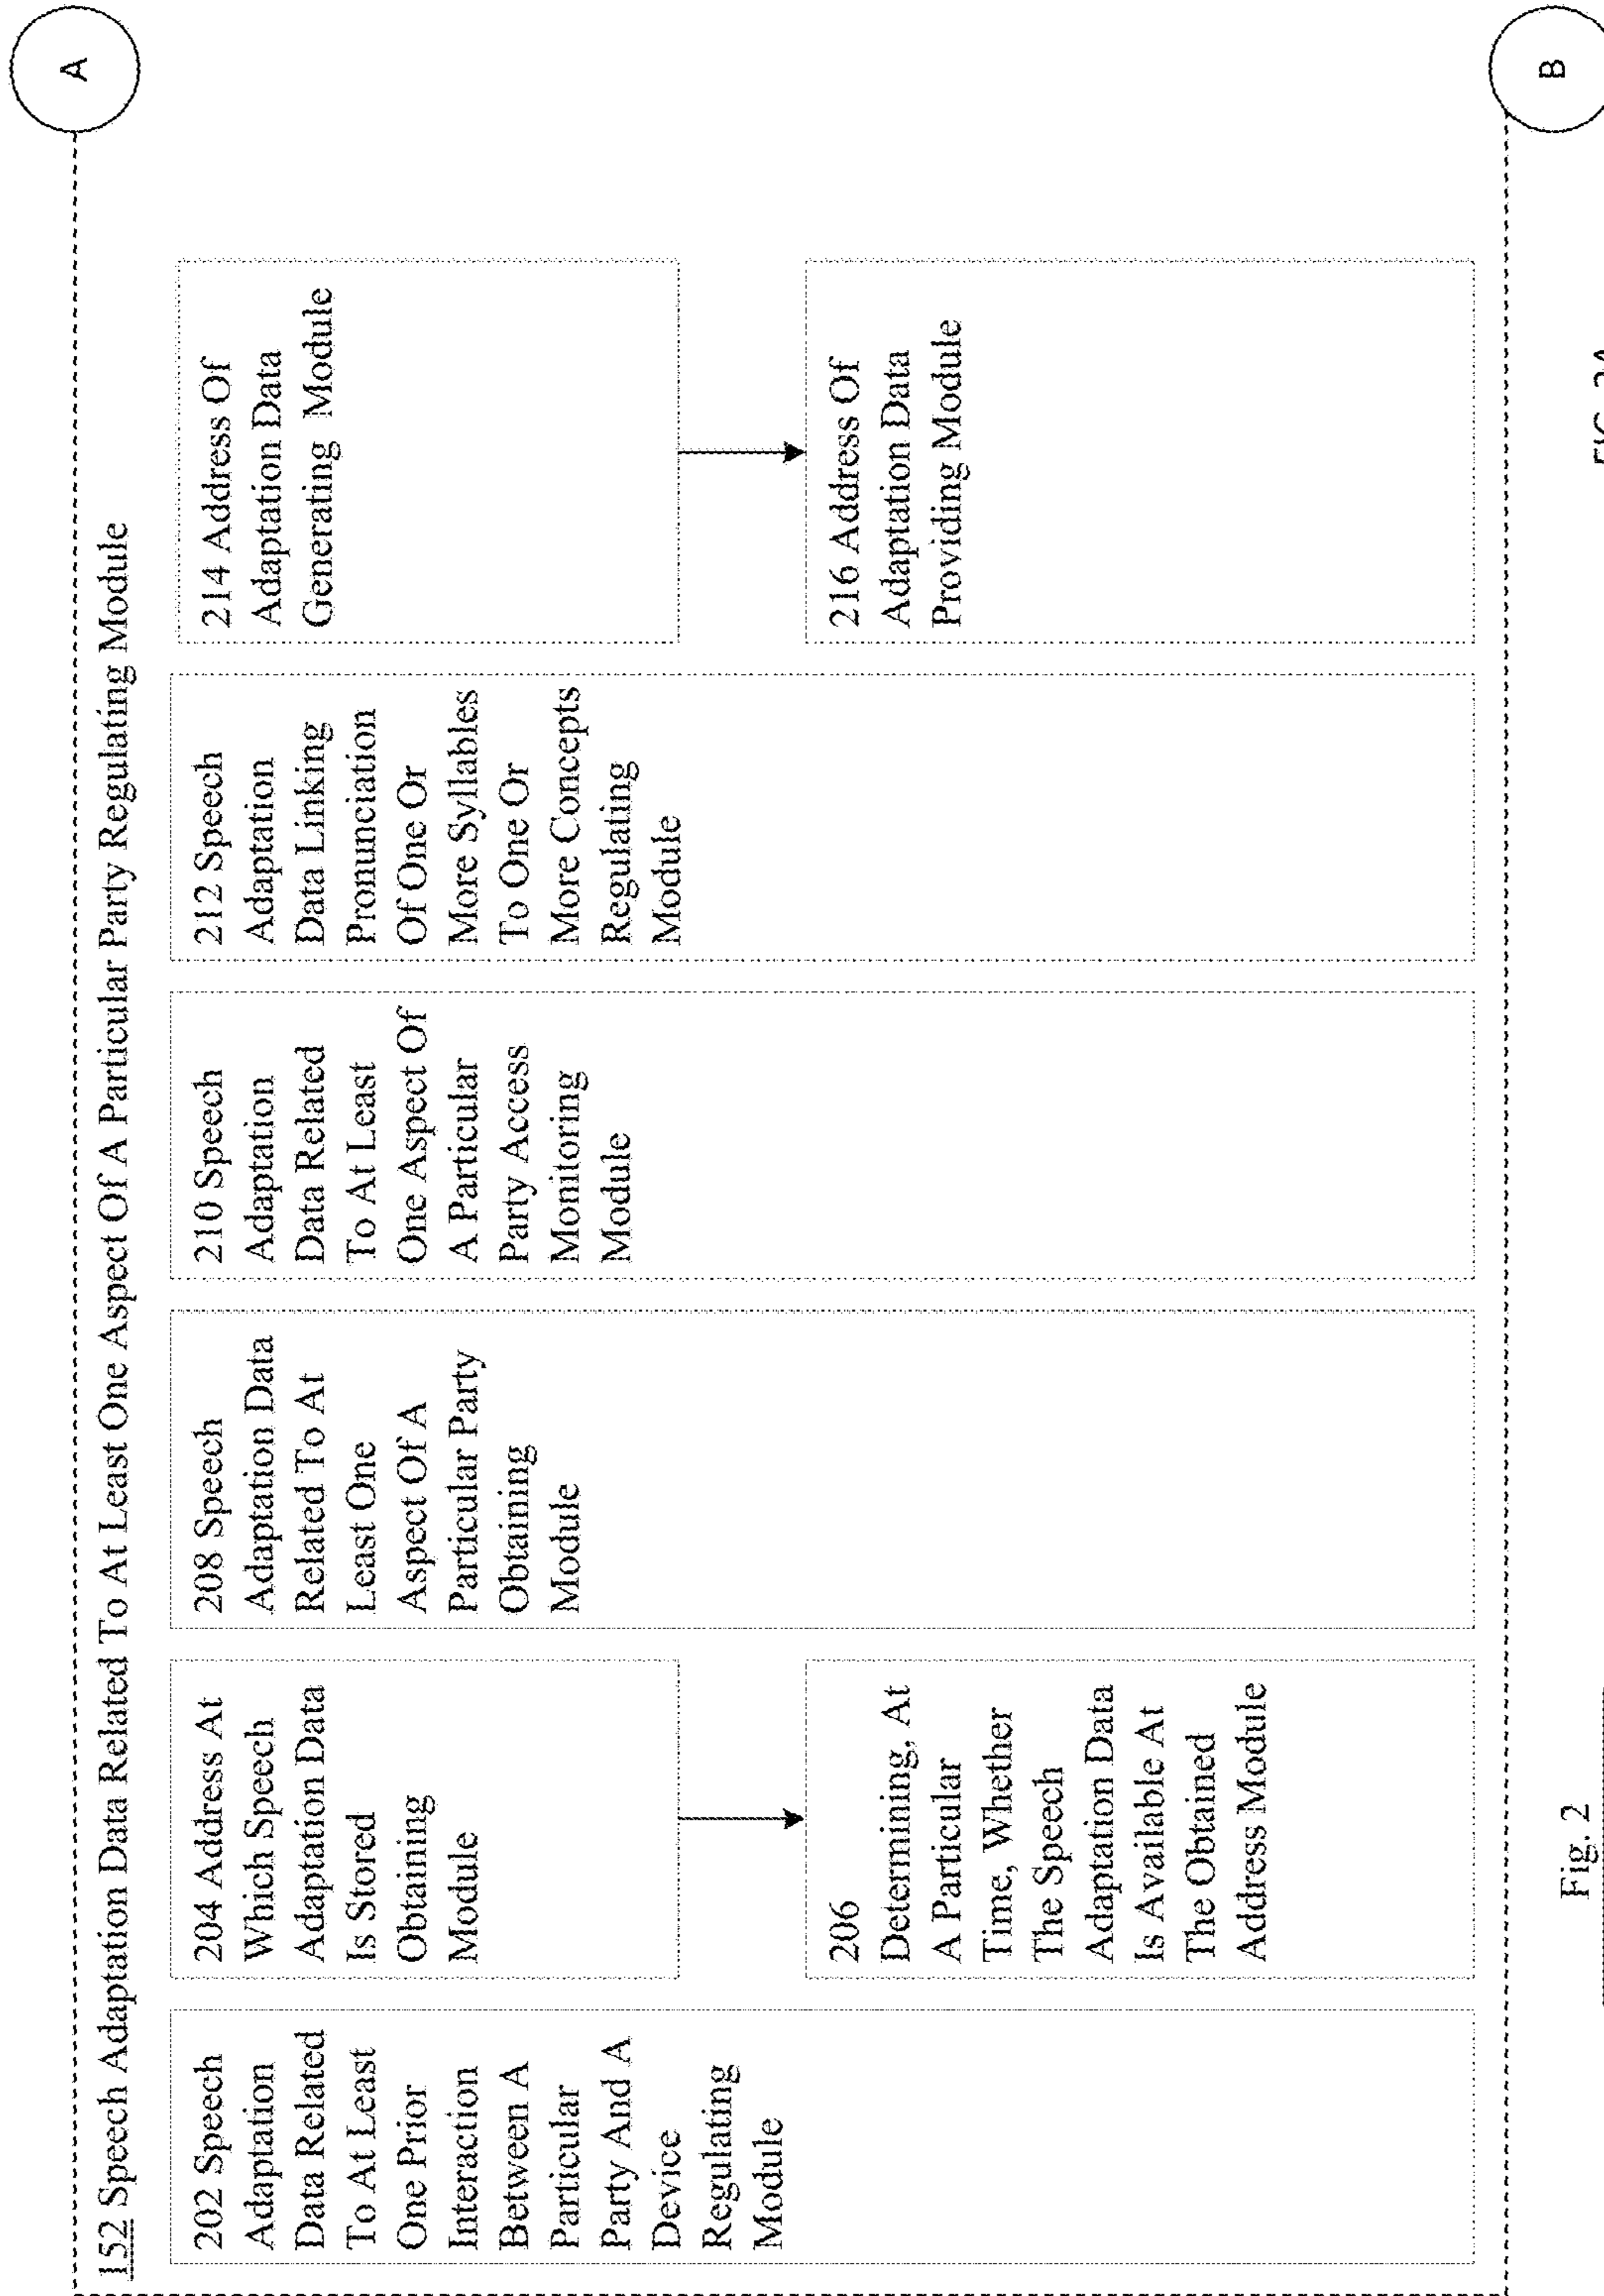 A
152 Speech Adaptation Data Related To At Least One Aspect Of A Particular Party Regulating Module
202 Speech
Adaptation
Data Related
To At Least
One Prior
Interaction
Between A
Particular
Party And A
Device
Regulating
Module
204 Address At
Which Speech
Adaptation Data
Is Stored
Obtaining
Module
206
Determining, At
A Particular
Time, Whether
The Speech
Adaptation Data
Is Available At
The Obtained
Address Module
208 Speech
Adaptation Data
Related To At
Least One
Aspect Of A
Particular Party
Obtaining
Module
210 Speech
Adaptation
Data Related
To At Least
One Aspect Of
A Particular
Party Access
Monitoring
Module
212 Speech
Adaptation
Data Linking
Pronunciation
Of One Or
More Syllables
To One Or
More Concepts
Regulating
Module
214 Address Of
Adaptation Data
Generating Module
216 Address Of
Adaptation Data
Providing Module
B
Fig. 2